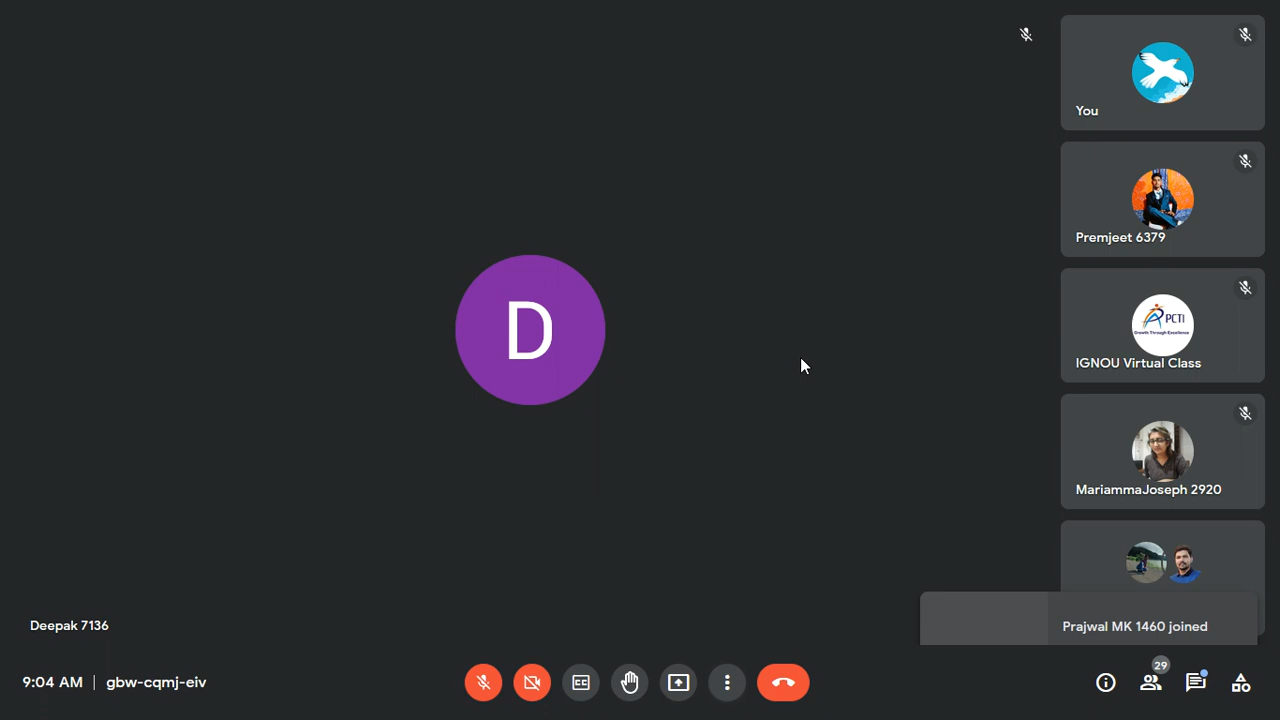 You
Premjeet 6379
PCTI
Growth Through Excellence
IGNOU Virtual Class
MariammaJoseph 2920
D
Deepak 7136
Prajwal MK 1460 joined
9:04 AM | gbw-cqmj-eiv
CC
29